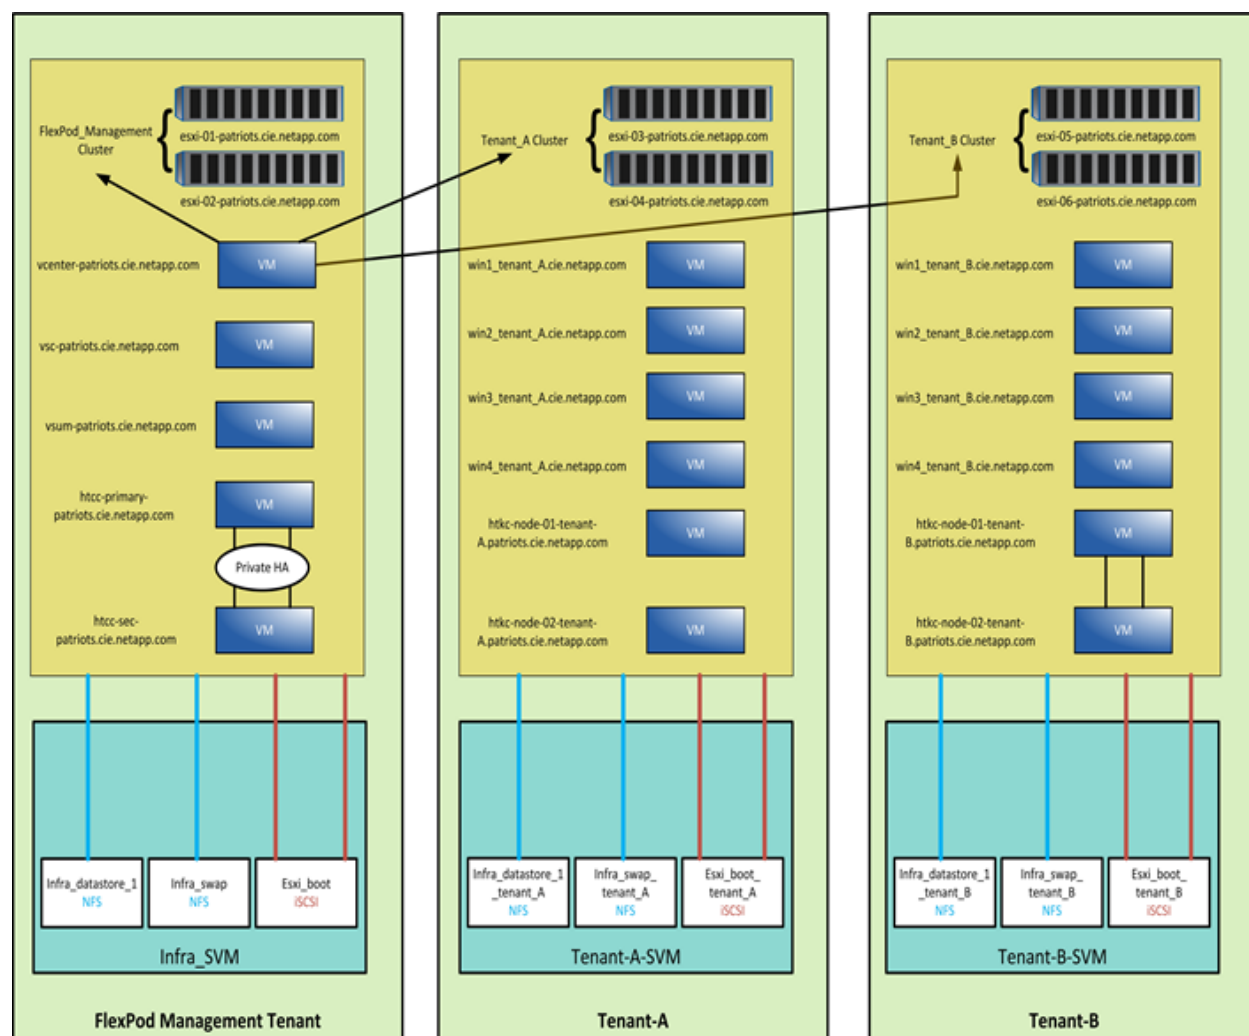 FlexPod_Management
Cluster
esxi-01-patriots.cie.netapp.com
esxi-02-patriots.cie.netapp.com
vcenter-patriots.cie.netapp.com
VM
vsc-patriots.cie.netapp.com
VM
vsum-patriots.cie.netapp.com
VM
htcc-primary-
patriots.cie.netapp.com
VM
Private HA
htcc-sec-
patriots.cie.netapp.com
VM
Infra_datastore_1
NFS
Infra_swap
NFS
Esxi_boot
iSCSI
Infra_SVM
FlexPod Management Tenant
Tenant_A Cluster
esxi-03-patriots.cie.netapp.com
esxi-04-patriots.cie.netapp.com
win1_tenant_A.cie.netapp.com
VM
win2_tenant_A.cie.netapp.com
VM
win3_tenant_A.cie.netapp.com
VM
win4_tenant_A.cie.netapp.com
VM
htkc-node-01-tenant-
A.patriots.cie.netapp.com
VM
htkc-node-02-tenant-
A.patriots.cie.netapp.com
VM
Infra_datastore_1
_tenant_A
NFS
Infra_swap_
tenant_A
NFS
Esxi_boot_
tenant_A
iSCSI
Tenant-A-SVM
Tenant-A
Tenant_B Cluster
esxi-05-patriots.cie.netapp.com
esxi-06-patriots.cie.netapp.com
win1_tenant_B.cie.netapp.com
VM
win2_tenant_B.cie.netapp.com
VM
win3_tenant_B.cie.netapp.com
VM
win4_tenant_B.cie.netapp.com
VM
htkc-node-01-tenant-
B.patriots.cie.netapp.com
VM
htkc-node-02-tenant-
B.patriots.cie.netapp.com
VM
Infra_datastore_1
_tenant_B
NFS
Infra_swap_
tenant_B
NFS
Esxi_boot_
tenant_B
iSCSI
Tenant-B-SVM
Tenant-B